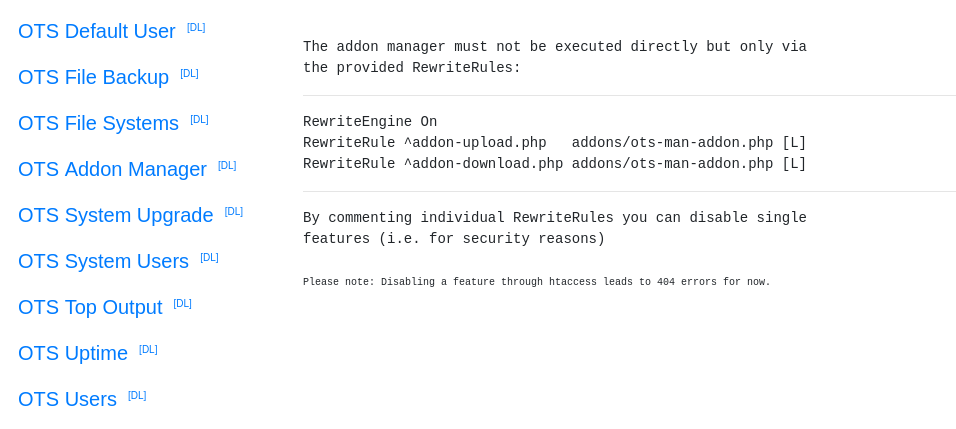 OTS Default User [DL]
OTS File Backup [DL]
OTS File Systems [DL]
OTS Addon Manager [DL]
OTS System Upgrade [DL]
OTS System Users [DL]
OTS Top Output [DL]
OTS Uptime [DL]
OTS Users [DL]
The addon manager must not be executed directly but only via
the provided RewriteRules:
RewriteEngine On
RewriteRule ^addon-upload.php   addons/ots-man-addon.php [L]
RewriteRule ^addon-download.php addons/ots-man-addon.php [L]
By commenting individual RewriteRules you can disable single
features (i.e. for security reasons)
Please note: Disabling a feature through htaccess leads to 404 errors for now.